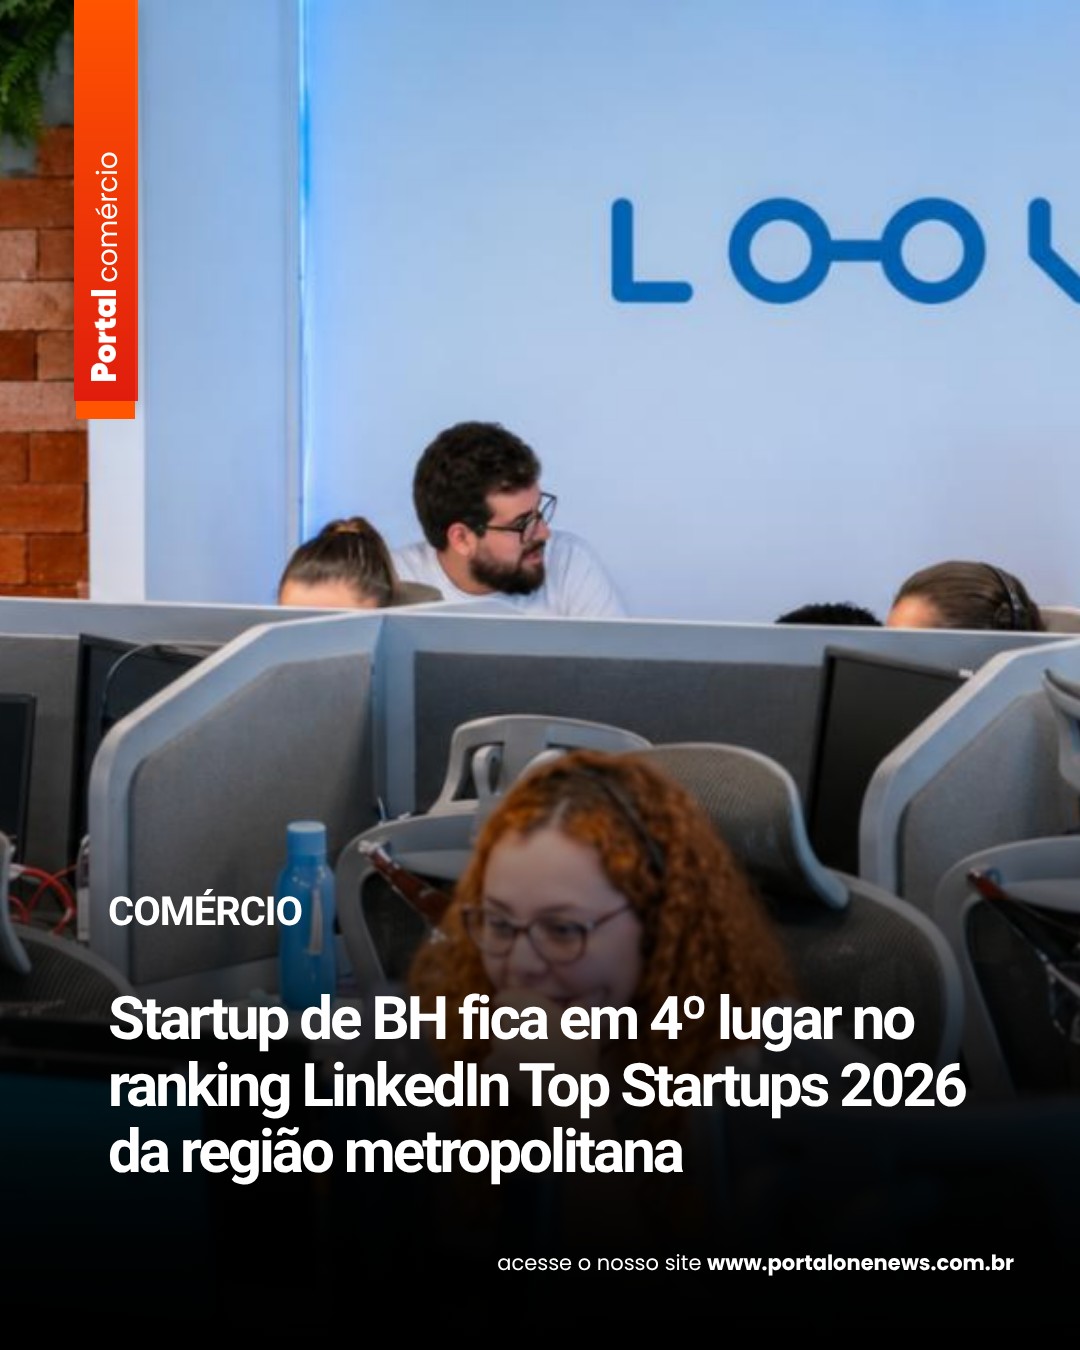 Portal comércio
LOOV
COMÉRCIO
Startup de BH fica em 4º lugar no
ranking LinkedIn Top Startups 2026
da região metropolitana
acesse o nosso site www.portalonenews.com.br